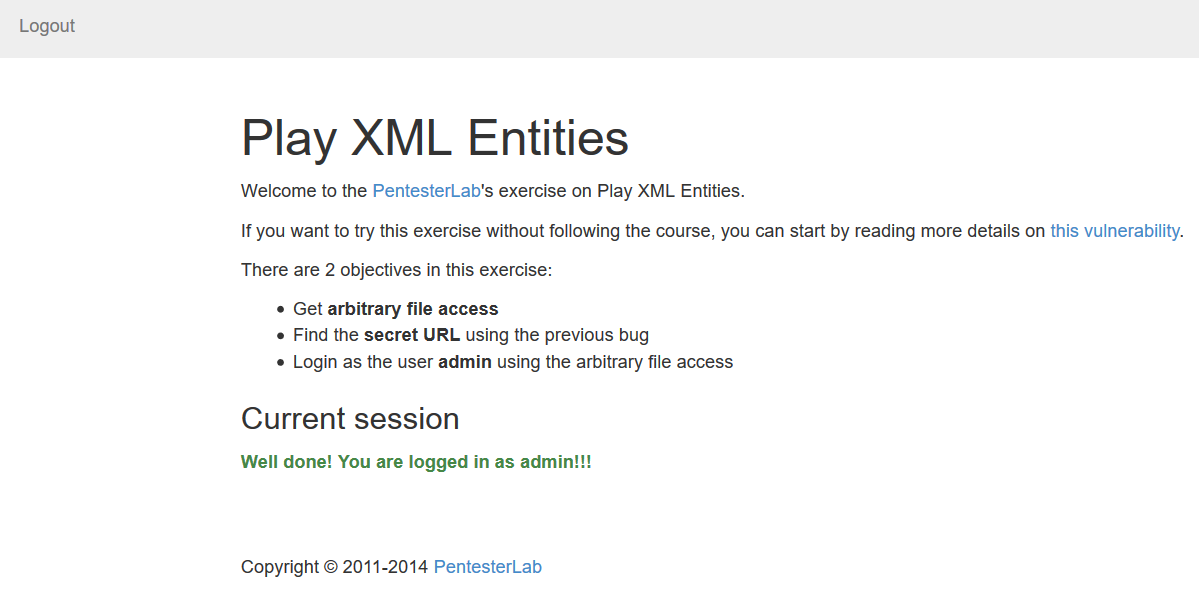 Logout
Play XML Entities
Welcome to the PentesterLab's exercise on Play XML Entities.
If you want to try this exercise without following the course, you can start by reading more details on this vulnerability.
There are 2 objectives in this exercise:
• Get arbitrary file access
• Find the secret URL using the previous bug
• Login as the user admin using the arbitrary file access
Current session
Well done! You are logged in as admin!!!
Copyright © 2011-2014 PentesterLab